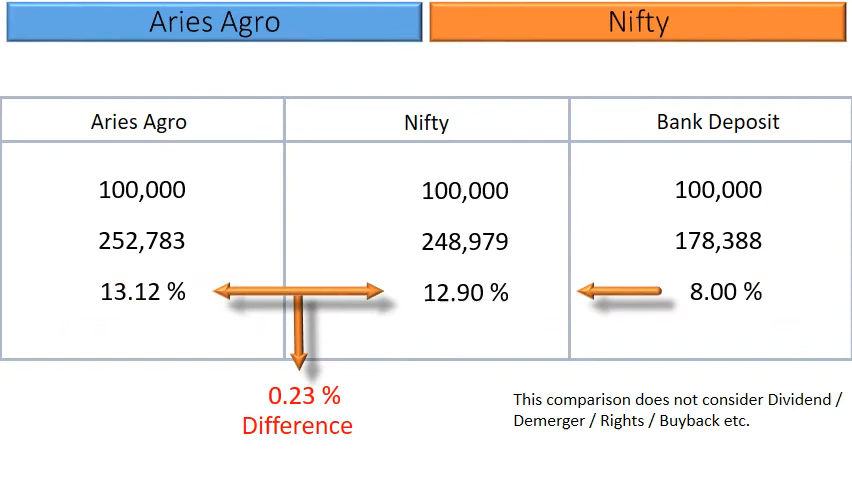 Aries Agro
Nifty
Aries Agro
Nifty
Bank Deposit
100,000
100,000
100,000
252,783
248,979
178,388
13.12 %
12.90 %
8.00 %
0.23 %
Difference
This comparison does not consider Dividend /
Demerger / Rights / Buyback etc.